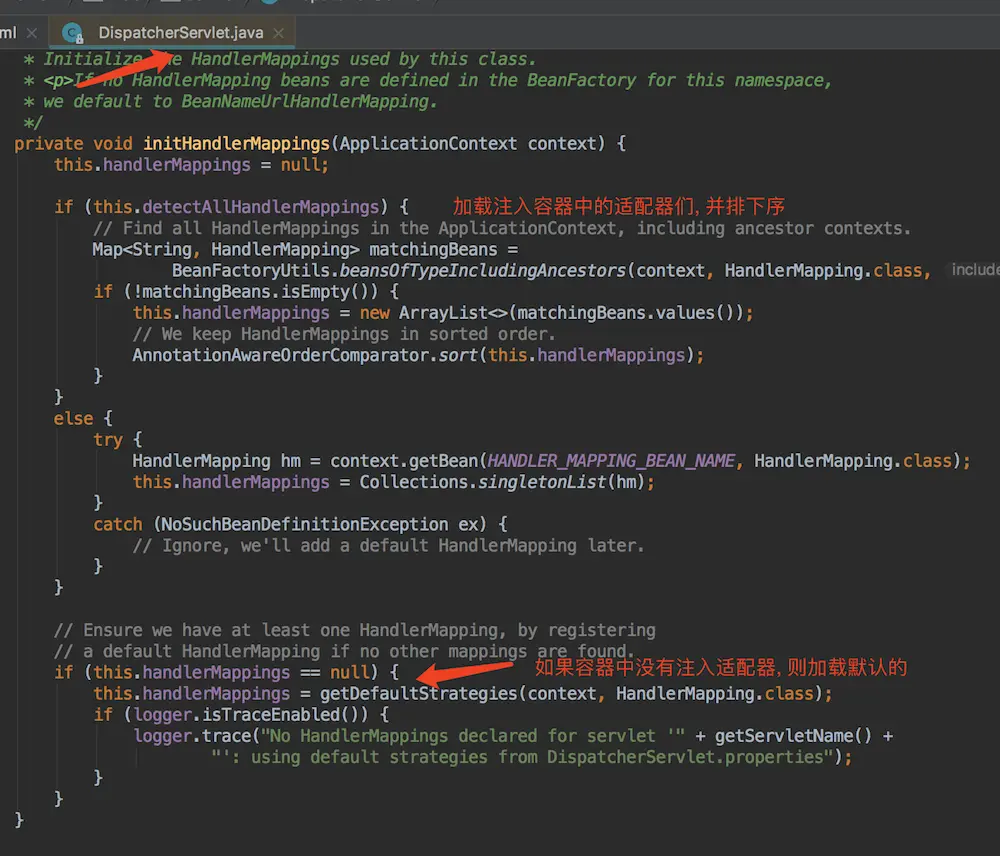 ml × DispatcherServlet.java ×
* Initialize the HandlerMappings used by this class.
* <p>If no HandlerMapping beans are defined in the BeanFactory for this namespace,
* we default to BeanNameUrlHandlerMapping.
*/
private void initHandlerMappings(ApplicationContext context) {
this.handlerMappings = null;
if (this.detectAllHandlerMappings) { 加载注入容器中的适配器们, 并排下序
// Find all HandlerMappings in the ApplicationContext, including ancestor contexts.
Map<String, HandlerMapping> matchingBeans =
BeanFactoryUtils.beansOfTypeIncludingAncestors(context, HandlerMapping.class, include
if (!matchingBeans.isEmpty()) {
this.handlerMappings = new ArrayList<>(matchingBeans.values());
// We keep HandlerMappings in sorted order.
AnnotationAwareOrderComparator.sort(this.handlerMappings);
}
}
else {
try {
HandlerMapping hm = context.getBean(HANDLER_MAPPING_BEAN_NAME, HandlerMapping.class);
this.handlerMappings = Collections.singletonList(hm);
}
catch (NoSuchBeanDefinitionException ex) {
// Ignore, we'll add a default HandlerMapping later.
}
}
// Ensure we have at least one HandlerMapping, by registering
// a default HandlerMapping if no other mappings are found.
if (this.handlerMappings == null) { 如果容器中没有注入适配器, 则加载默认的
this.handlerMappings = getDefaultStrategies(context, HandlerMapping.class);
if (logger.isTraceEnabled()) {
logger.trace("No HandlerMappings declared for servlet '" + getServletName() +
"': using default strategies from DispatcherServlet.properties");
}
}
}